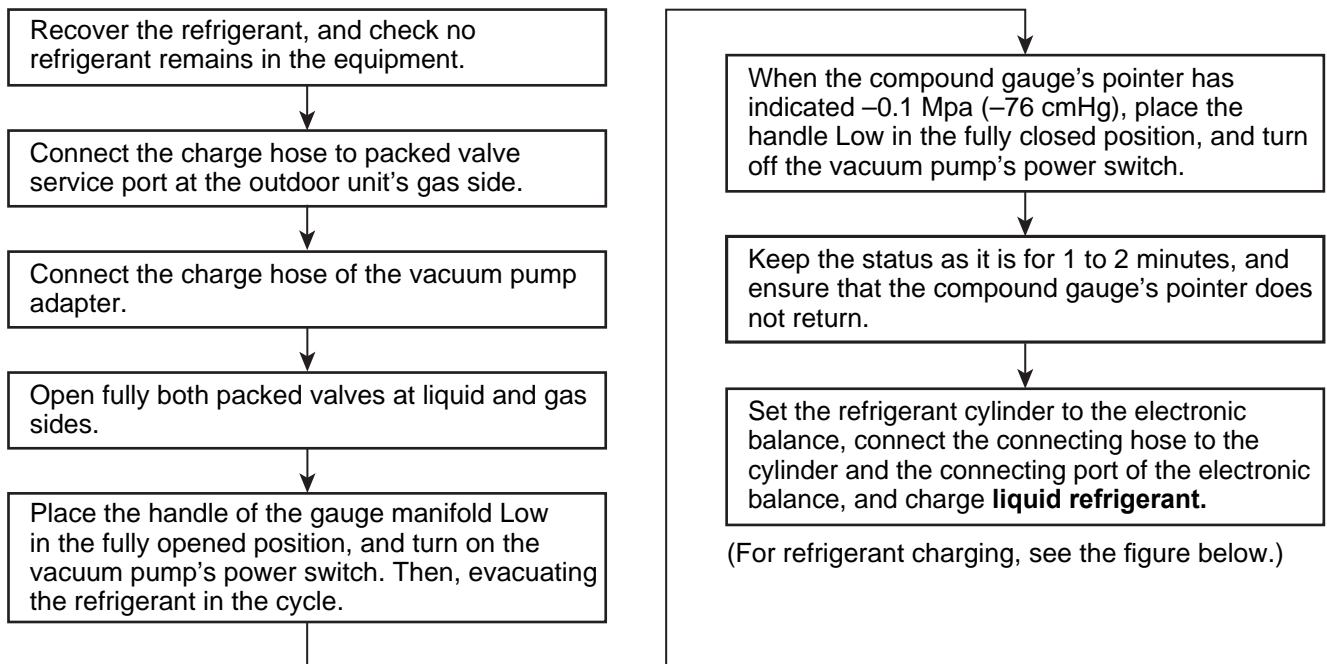 Recover the refrigerant, and check no
refrigerant remains in the equipment.
Connect the charge hose to packed valve
service port at the outdoor unit’s gas side.
Connect the charge hose of the vacuum pump
adapter.
Open fully both packed valves at liquid and gas
sides.
Place the handle of the gauge manifold Low
in the fully opened position, and turn on the
vacuum pump’s power switch. Then, evacuating
the refrigerant in the cycle.
When the compound gauge’s pointer has
indicated –0.1 Mpa (–76 cmHg), place the
handle Low in the fully closed position, and turn
off the vacuum pump’s power switch.
Keep the status as it is for 1 to 2 minutes, and
ensure that the compound gauge’s pointer does
not return.
Set the refrigerant cylinder to the electronic
balance, connect the connecting hose to the
cylinder and the connecting port of the electronic
balance, and charge liquid refrigerant.
(For refrigerant charging, see the figure below.)